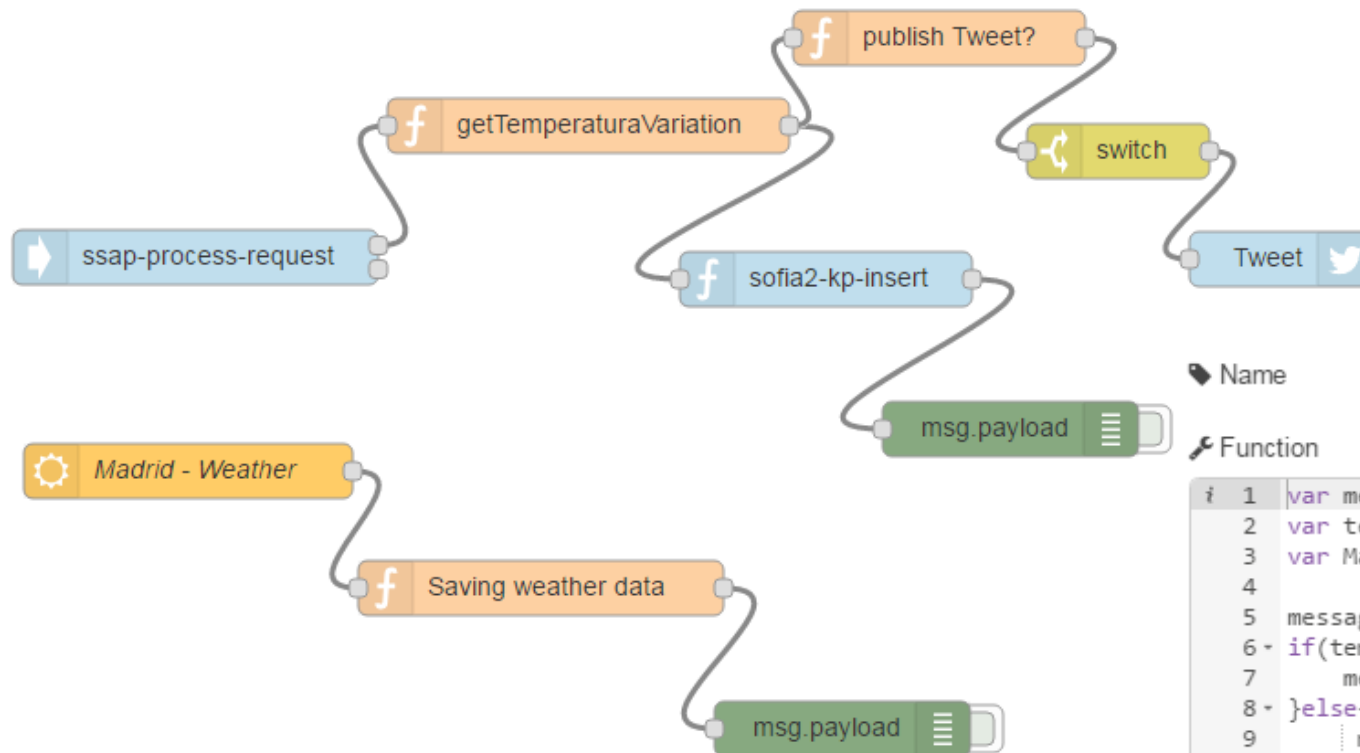 publish Tweet?
getTemperaturaVariation
switch
ssap-process-request
Tweet
sofia2-kp-insert
Name
msg.payload
Function
Madrid - Weather
1 var
2 var
3 var
4
Saving weather data
5
6 if(
7
8 }else
9
msg.payload